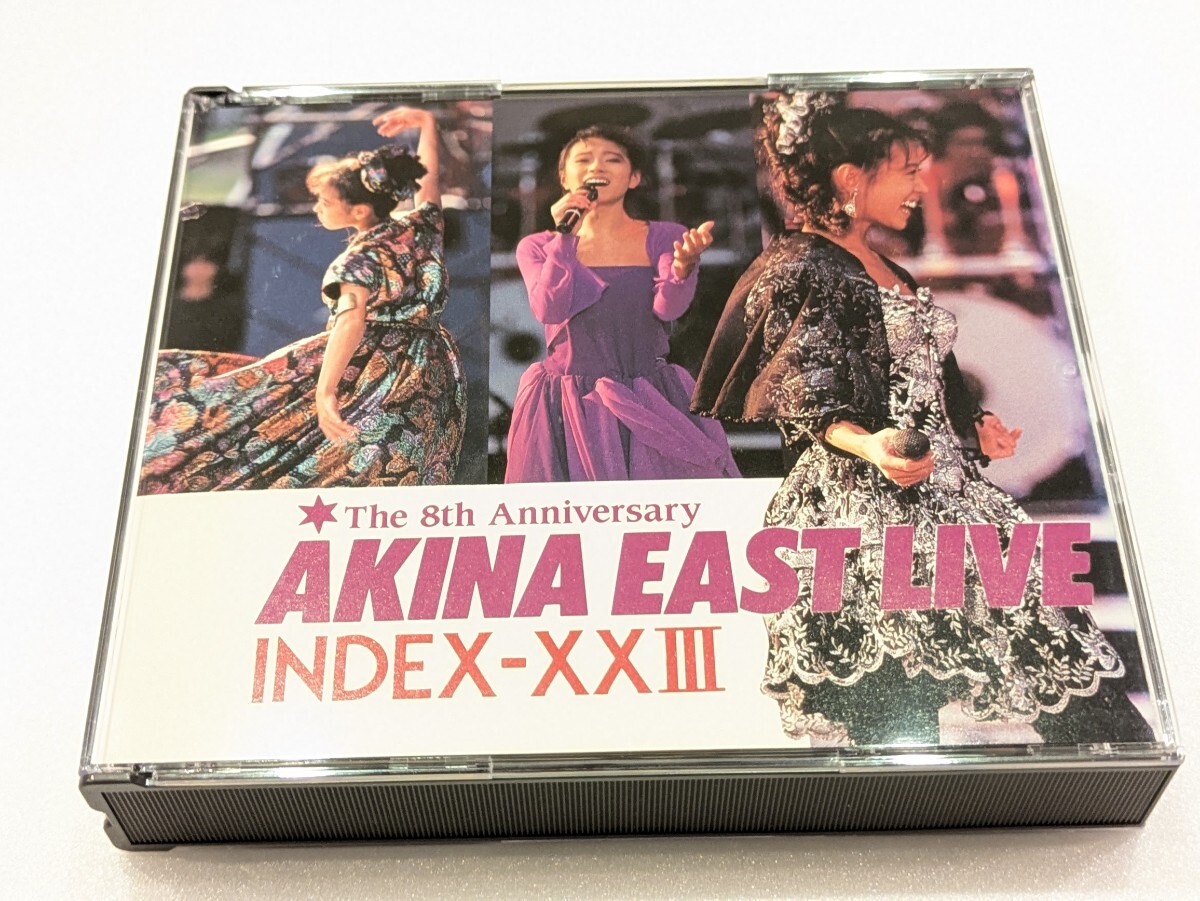 The 8th Anniversary
AKINA EAST LIVE
INDEX-XXIII